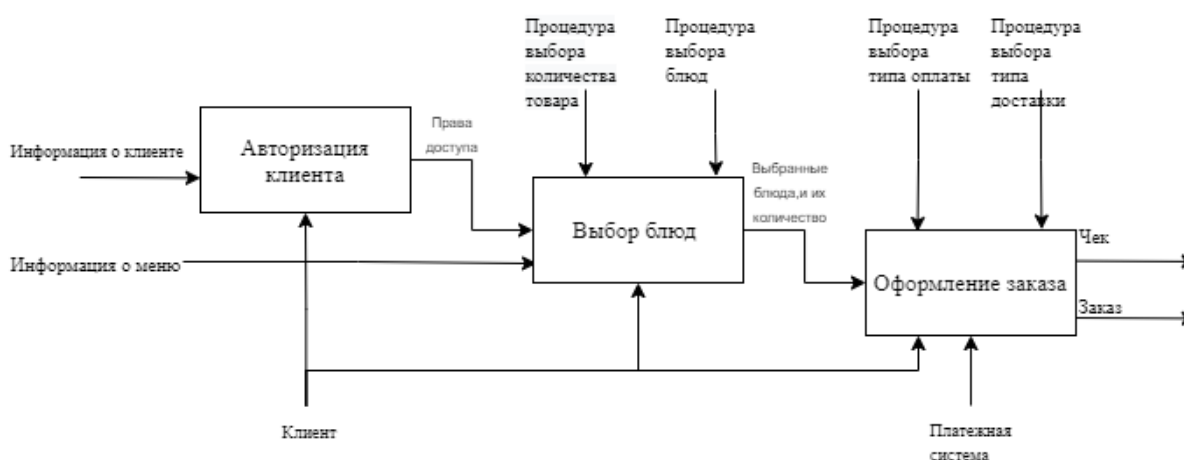 Процедура
выбора
количества
товара
Процедура
выбора
блюд
Процедура
выбора
типа оплаты
Процедура
выбора
типа
доставки
Информация о клиенте
Авторизация
клиента
Права
доступа
Выбранные
блюда,и их
количество
Выбор блюд
Информация о меню
Чек
Оформление заказа
Заказ
Клиент
Платежная
система